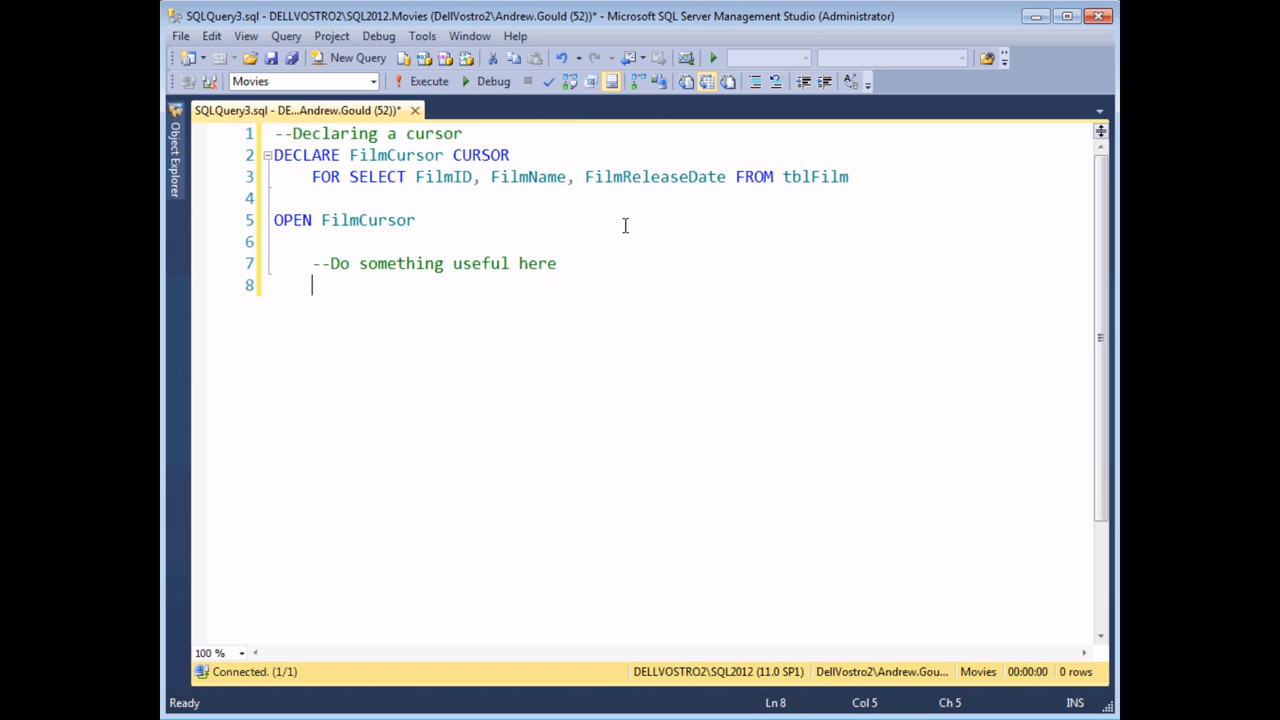 SQLQuery3.sql - DELLVOSTRO2\SQL2012.Movies (DellVostro2\Andrew.Gould (52))* - Microsoft SQL Server Management Studio (Administrator)
File Edit View Query Project Debug Tools Window Help
New Query
Movies Execute Debug
Object Explorer
SQLQuery3.sql - DE...Andrew.Gould (52))*
1 --Declaring a cursor
2 DECLARE FilmCursor CURSOR
3 FOR SELECT FilmID, FilmName, FilmReleaseDate FROM tblFilm
4
5 OPEN FilmCursor
6
7 --Do something useful here
8
100 %
Connected. (1/1) DELLVOSTRO2\SQL2012 (11.0 SP1) DellVostro2\Andrew.Gou... Movies 00:00:00 0 rows
Ready Ln 8 Col 5 Ch 5 INS